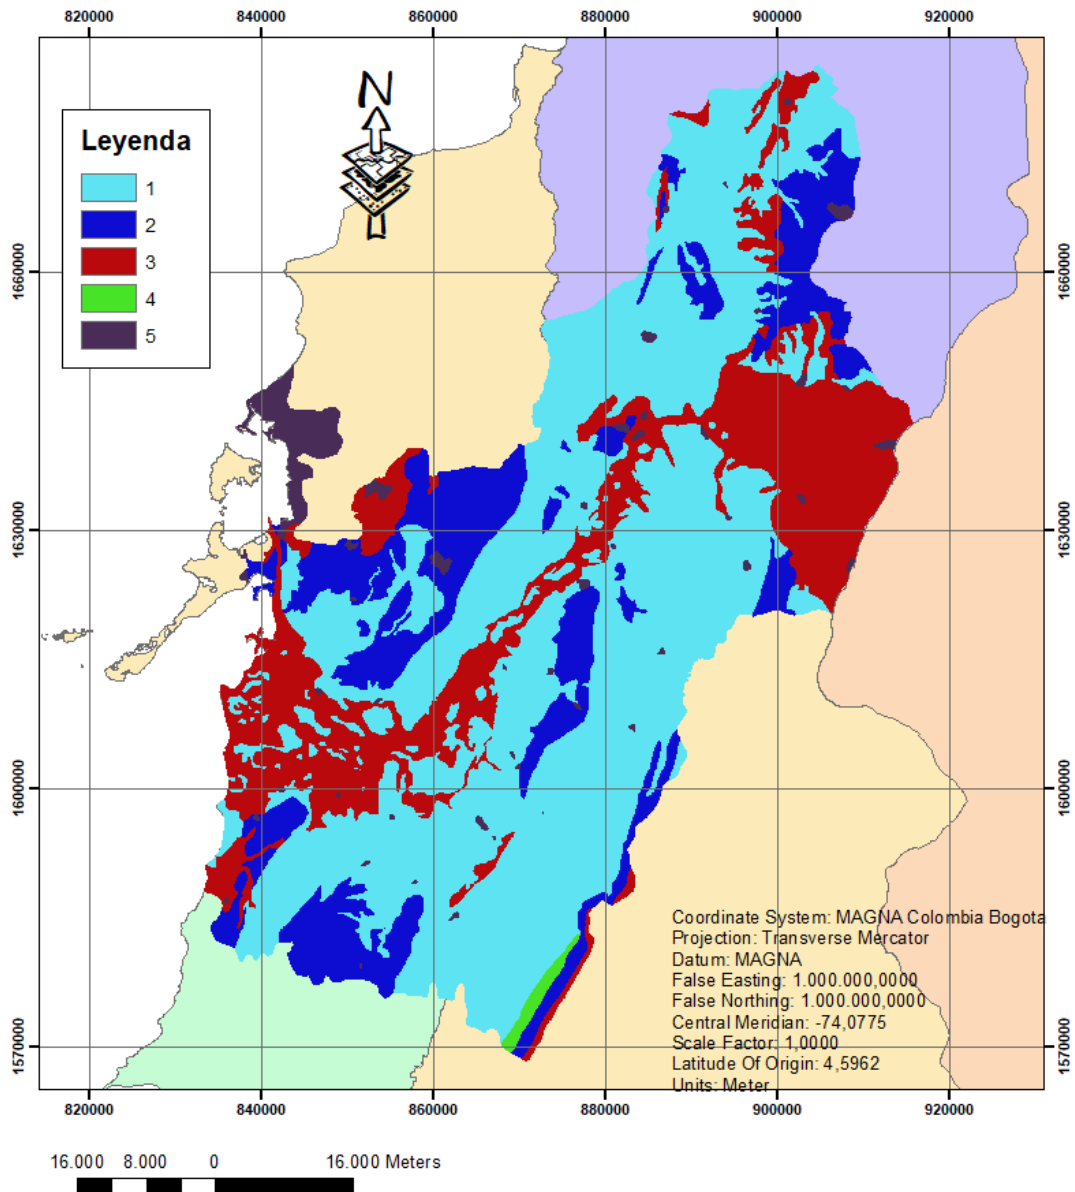 820000 840000 860000 880000 900000 920000
N
Leyenda
1
2
3
4
5
1660000 1660000
1630000 1630000
1600000 1600000
1570000 1570000
Coordinate System: MAGNA Colombia Bogota
Projection: Transverse Mercator
Datum: MAGNA
False Easting: 1.000.000,0000
False Northing: 1.000.000,0000
Central Meridian: -74,0775
Scale Factor: 1,0000
Latitude Of Origin: 4,5962
Units: Meter
820000 840000 860000 880000 900000 920000
16.000 8.000 0 16.000 Meters